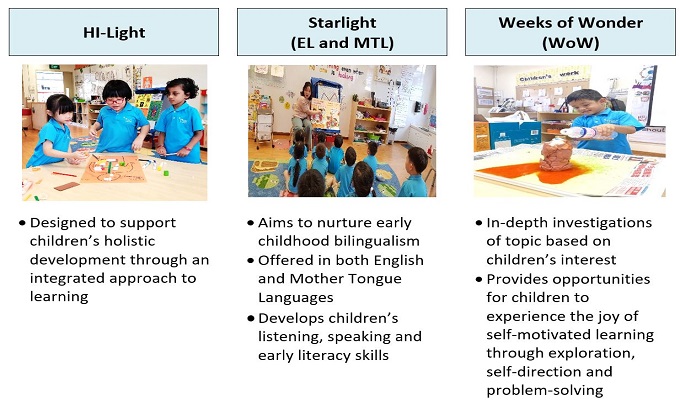 HI-Light
• Designed to support
children's holistic
development through an
integrated approach to
learning
Starlight
(EL and MTL)
• Aims to nurture early
childhood bilingualism
• Offered in both English
and Mother Tongue
Languages
• Develops children's
listening, speaking and
early literacy skills
Weeks of Wonder
(WoW)
Children's work
• In-depth investigations
of topic based on
children's interest
• Provides opportunities
for children to
experience the joy of
self-motivated learning
through exploration,
self-direction and
problem-solving